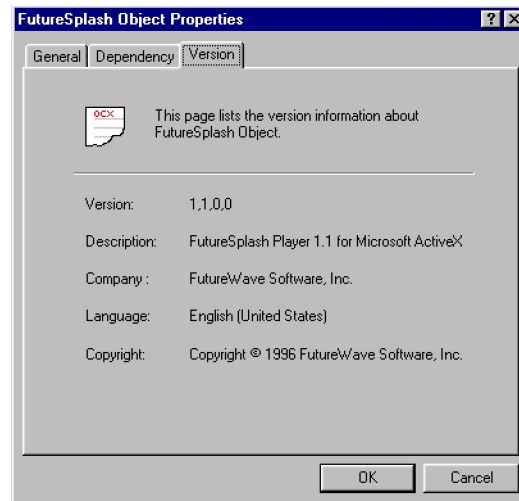 FutureSplash Object Properties
General Dependency Version
OCX
This page lists the version information about
FutureSplash Object.
Version: 1,1,0,0
Description: FutureSplash Player 1.1 for Microsoft ActiveX
Company : FutureWave Software, Inc.
Language: English (United States)
Copyright: Copyright © 1996 FutureWave Software, Inc.
OK Cancel